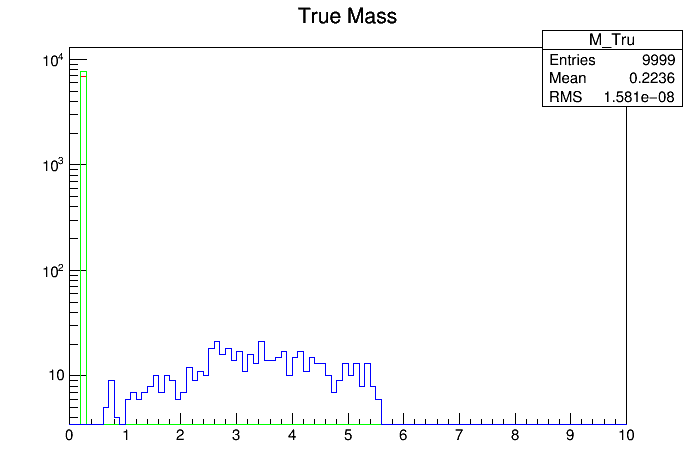 True Mass
M_Tru
Entries 9999
Mean 0.2236
RMS 1.581e−08
10⁴
10³
10²
10
0 1 2 3 4 5 6 7 8 9 10